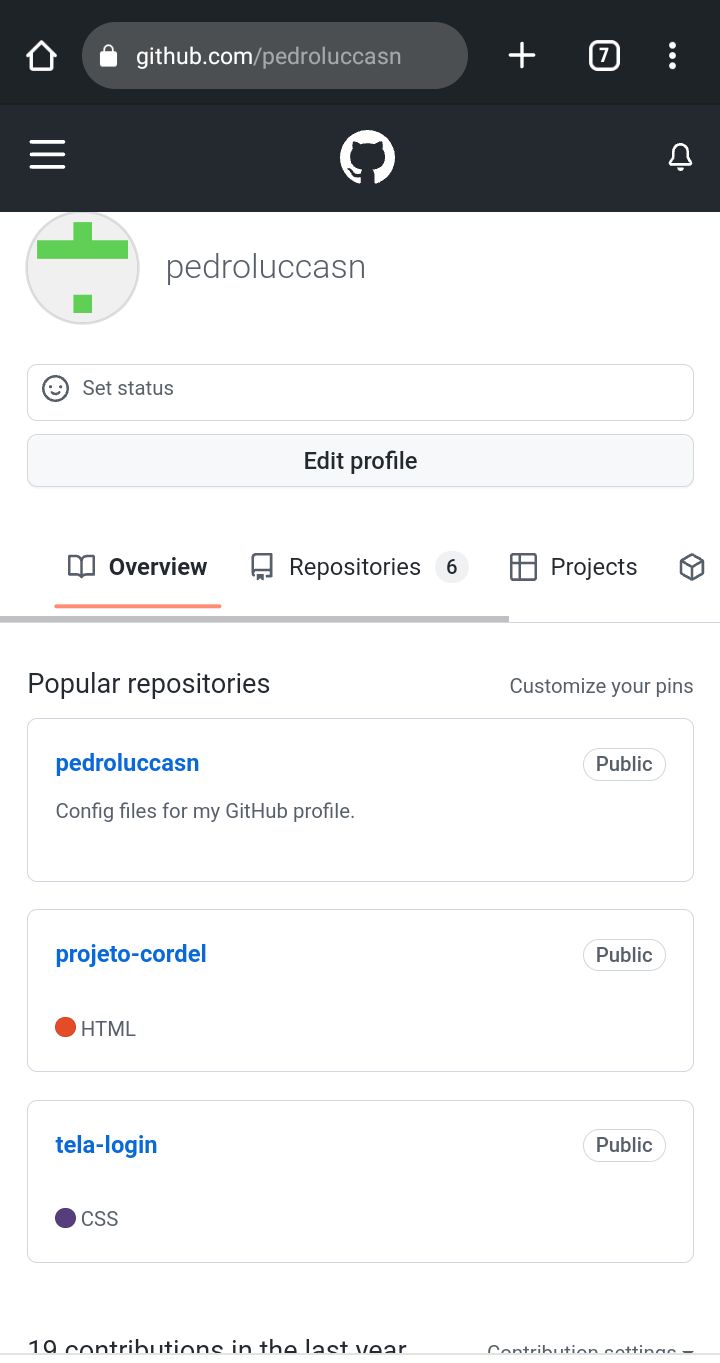 github.com/pedroluccasn
7
pedroluccasn
Set status
Edit profile
Overview Repositories 6 Projects
Popular repositories Customize your pins
pedroluccasn Public
Config files for my GitHub profile.
projeto-cordel Public
HTML
tela-login Public
CSS
19 contributions in the last year Contribution settings